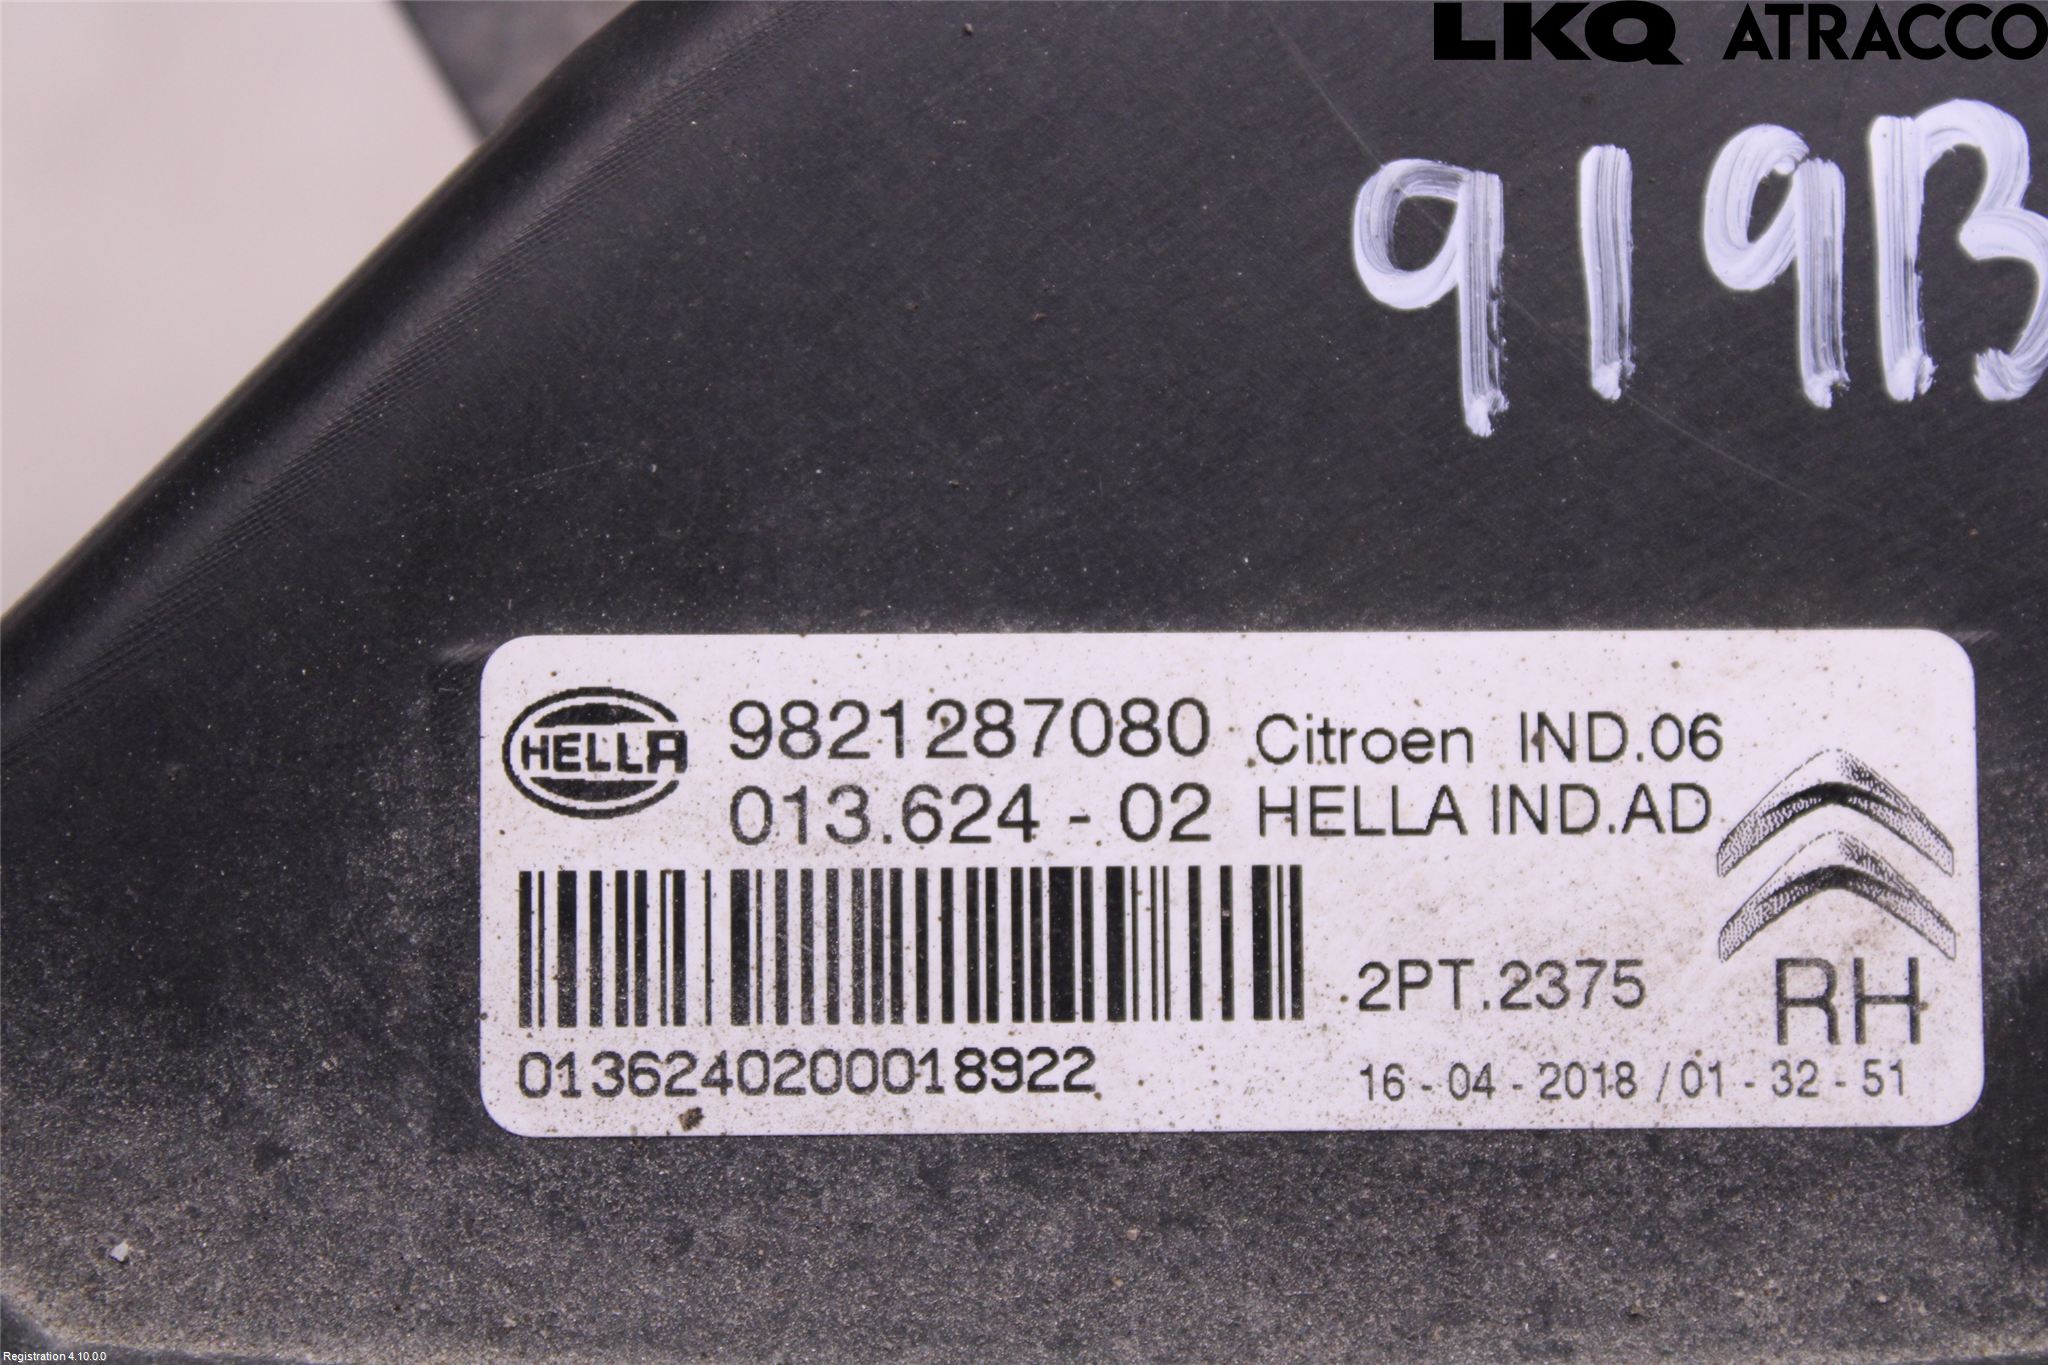 LKQ ATRACCO
919B
HELLA
9821287080 Citroen IND.06
013.624-02 HELLA IND.AD
2PT.2375
RH
0136240200018922
16-04-2018/01-32-51
Registration 4.10.0.0